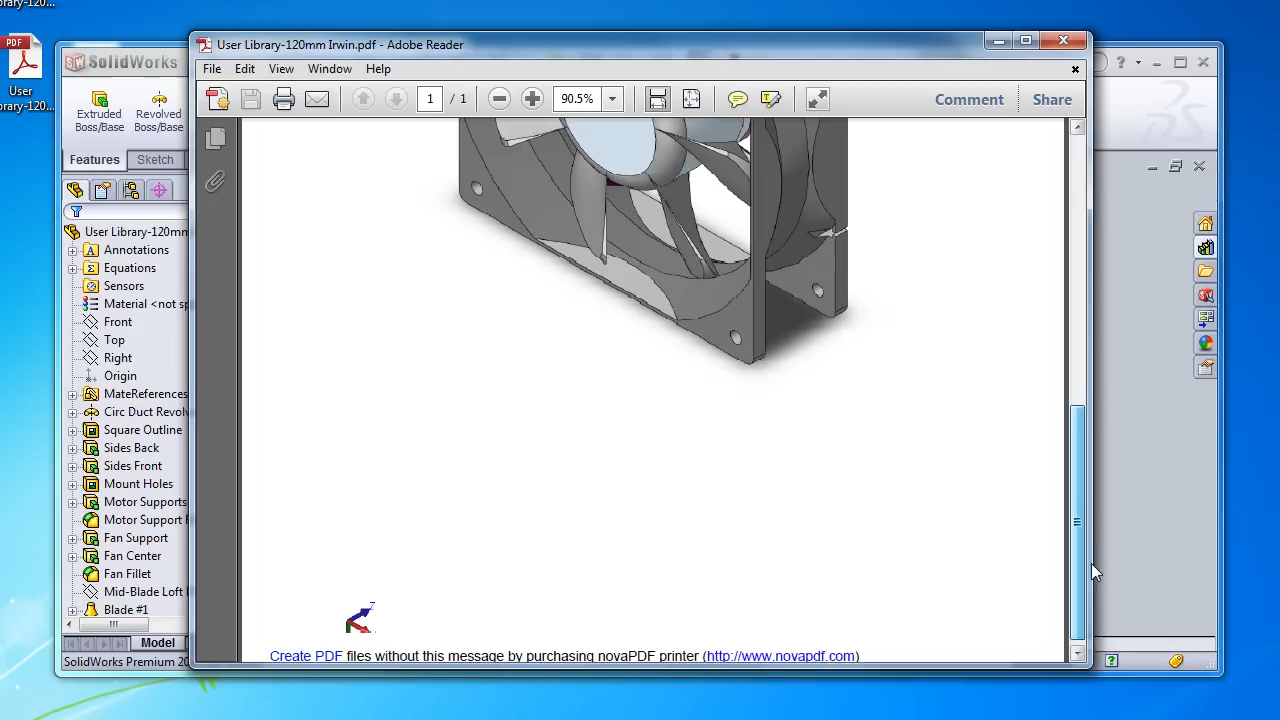 brary-120...
PDF
User
brary-120...
SolidWorks
Extruded
Boss/Base
Revolved
Boss/Base
Features
Sketch
User Library-120mm
Annotations
Equations
Sensors
Material <not sp
Front
Top
Right
Origin
MateReferences
Circ Duct Revolv
Square Outline
Sides Back
Sides Front
Mount Holes
Motor Supports
Motor Support F
Fan Support
Fan Center
Fan Fillet
Mid-Blade Loft
Blade #1
Model
SolidWorks Premium 20
User Library-120mm Irwin.pdf - Adobe Reader
File Edit View Window Help
1 / 1
90.5%
Comment
Share
Z
Create PDF files without this message by purchasing novaPDF printer (http://www.novapdf.com)